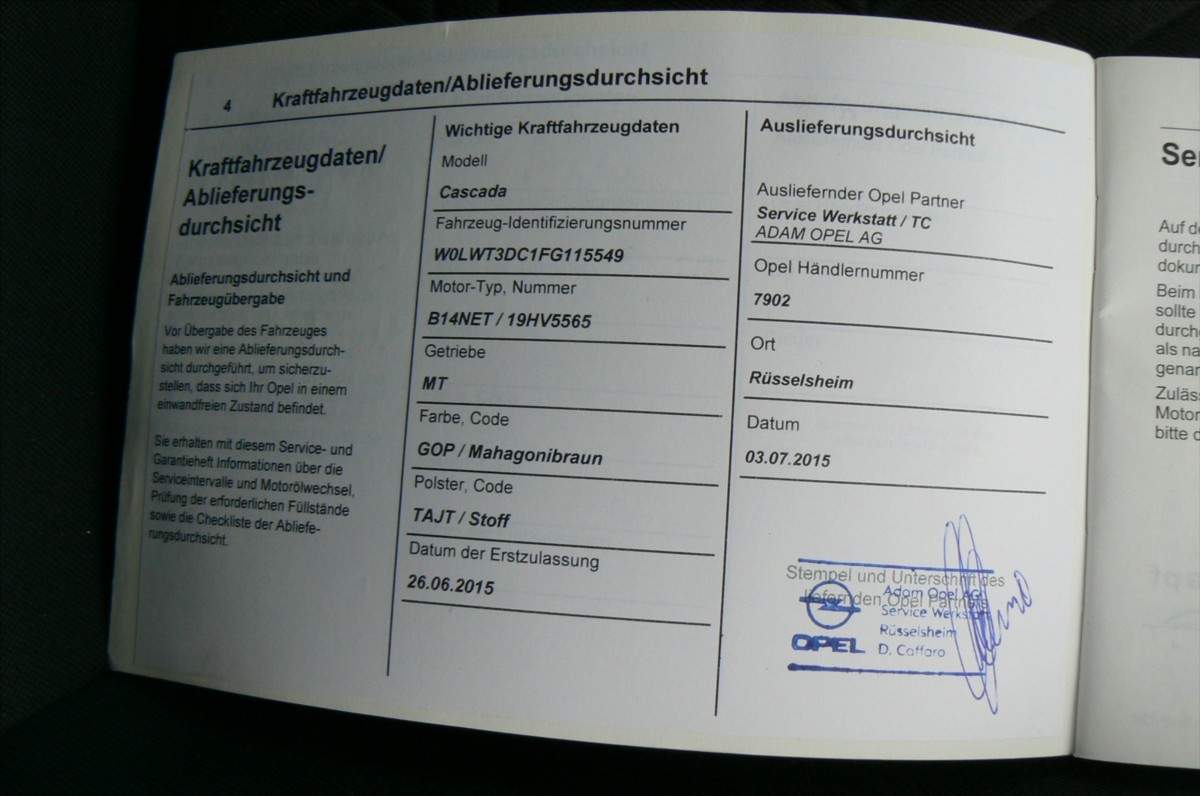 4 Kraftfahrzeugdaten/Ablieferungsdurchsicht
Kraftfahrzeugdaten/
Ablieferungs-
durchsicht
Ablieferungsdurchsicht und
Fahrzeugübergabe
Vor Übergabe des Fahrzeuges
haben wir eine Ablieferungsdurch-
sicht durchgeführt, um sicherzu-
stellen, dass sich Ihr Opel in einem
einwandfreien Zustand befindet.
Sie erhalten mit diesem Service- und
Garantieheft Informationen über die
Serviceintervalle und Motorölwechsel,
Prüfung der erforderlichen Füllstände
sowie die Checkliste der Abliefe-
rungsdurchsicht.
Wichtige Kraftfahrzeugdaten
Modell
Cascada
Fahrzeug-Identifizierungsnummer
W0LWT3DC1FG115549
Motor-Typ, Nummer
B14NET / 19HV5565
Getriebe
MT
Farbe, Code
GOP / Mahagonibraun
Polster, Code
TAJT / Stoff
Datum der Erstzulassung
26.06.2015
Auslieferungsdurchsicht
Ausliefernder Opel Partner
Service Werkstatt / TC
ADAM OPEL AG
Opel Händlernummer
7902
Ort
Rüsselsheim
Datum
03.07.2015
Stempel und Unterschrift des
liefernden Opel Partners
Adam Opel AG
Service Werkstatt
Rüsselsheim
OPEL D. Caffaro
Auf
durch
dokur
Beim
sollte
als
genar
Zuläs
Motor
bitte